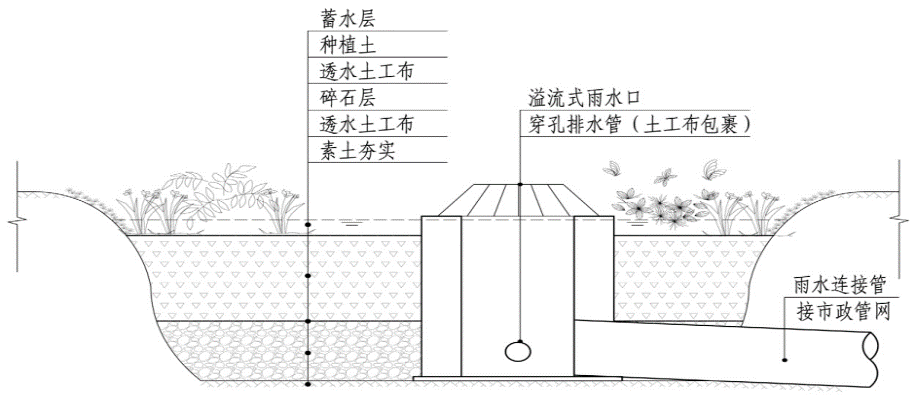 蓄水层
种植土
透水土工布
碎石层
透水土工布
素土夯实
溢流式雨水口
穿孔排水管（土工布包裹）
雨水连接管
接市政管网